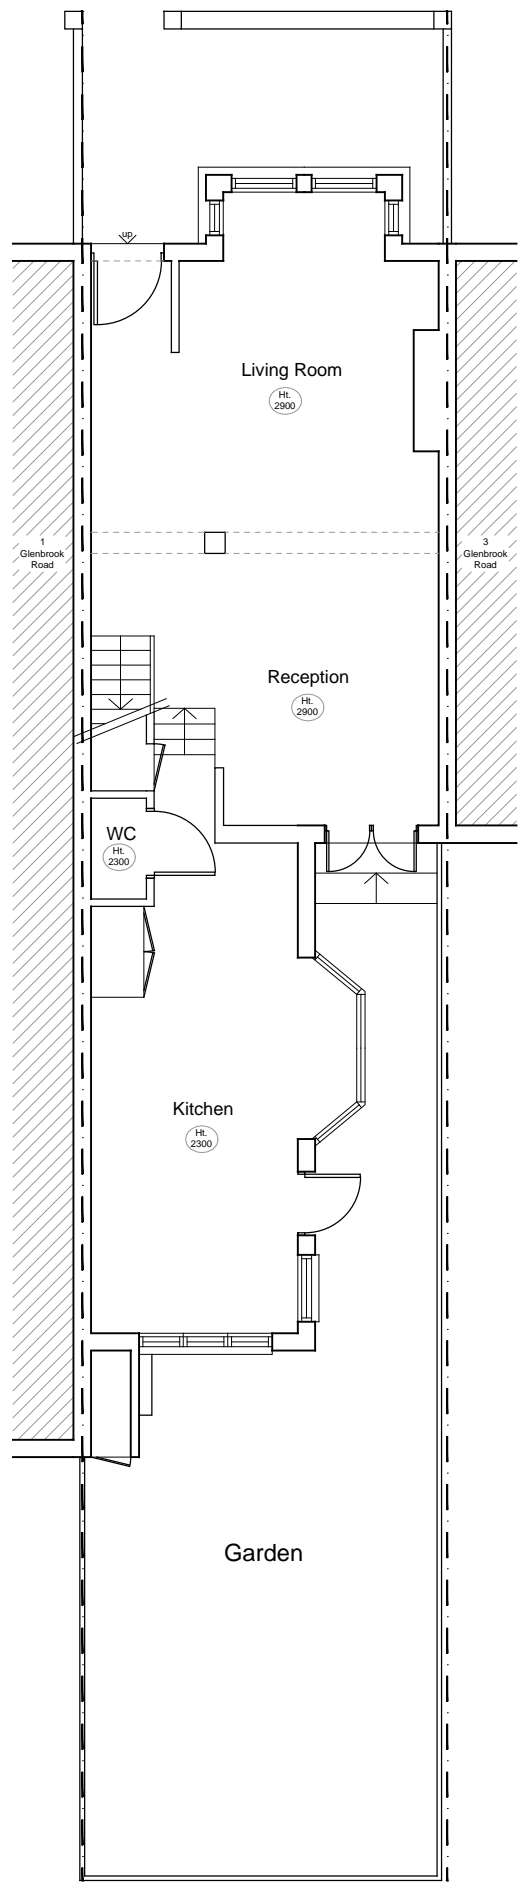 up
Living Room
Ht.
2900
1
Glenbrook
Road
3
Glenbrook
Road
Reception
Ht.
2900
WC
Ht.
2300
Kitchen
Ht.
2300
Garden